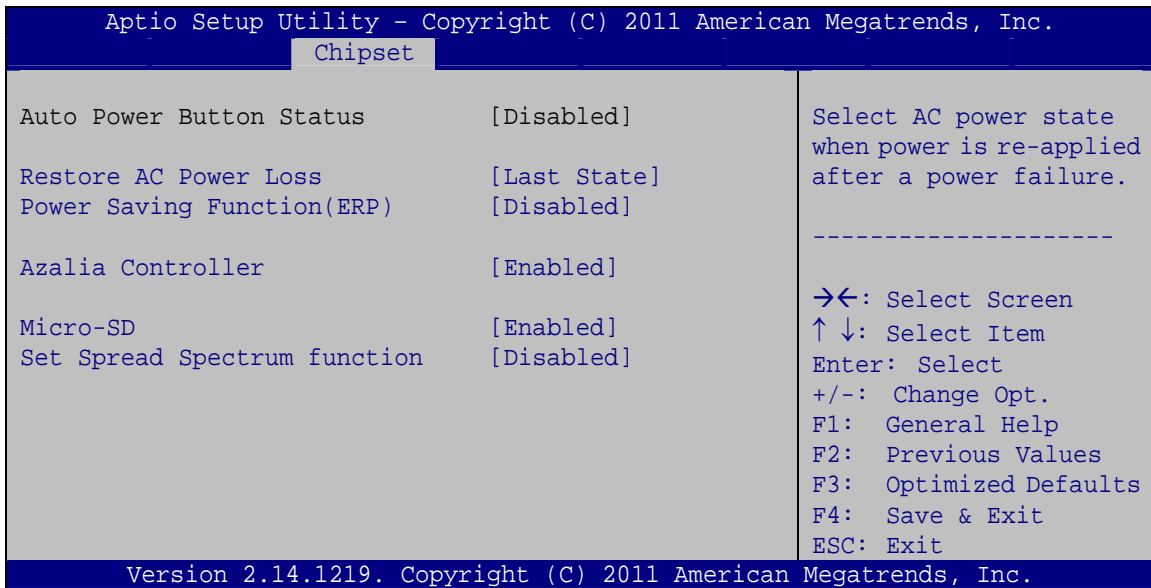 Aptio Setup Utility – Copyright (C) 2011 American Megatrends, Inc.
Chipset
Auto Power Button Status [Disabled]
Restore AC Power Loss [Last State]
Power Saving Function(ERP) [Disabled]
Azalia Controller [Enabled]
Micro-SD [Enabled]
Set Spread Spectrum function [Disabled]
Select AC power state
when power is re-applied
after a power failure.
---------------------
→←: Select Screen
↑ ↓: Select Item
Enter: Select
+/-: Change Opt.
F1: General Help
F2: Previous Values
F3: Optimized Defaults
F4: Save & Exit
ESC: Exit
Version 2.14.1219. Copyright (C) 2011 American Megatrends, Inc.